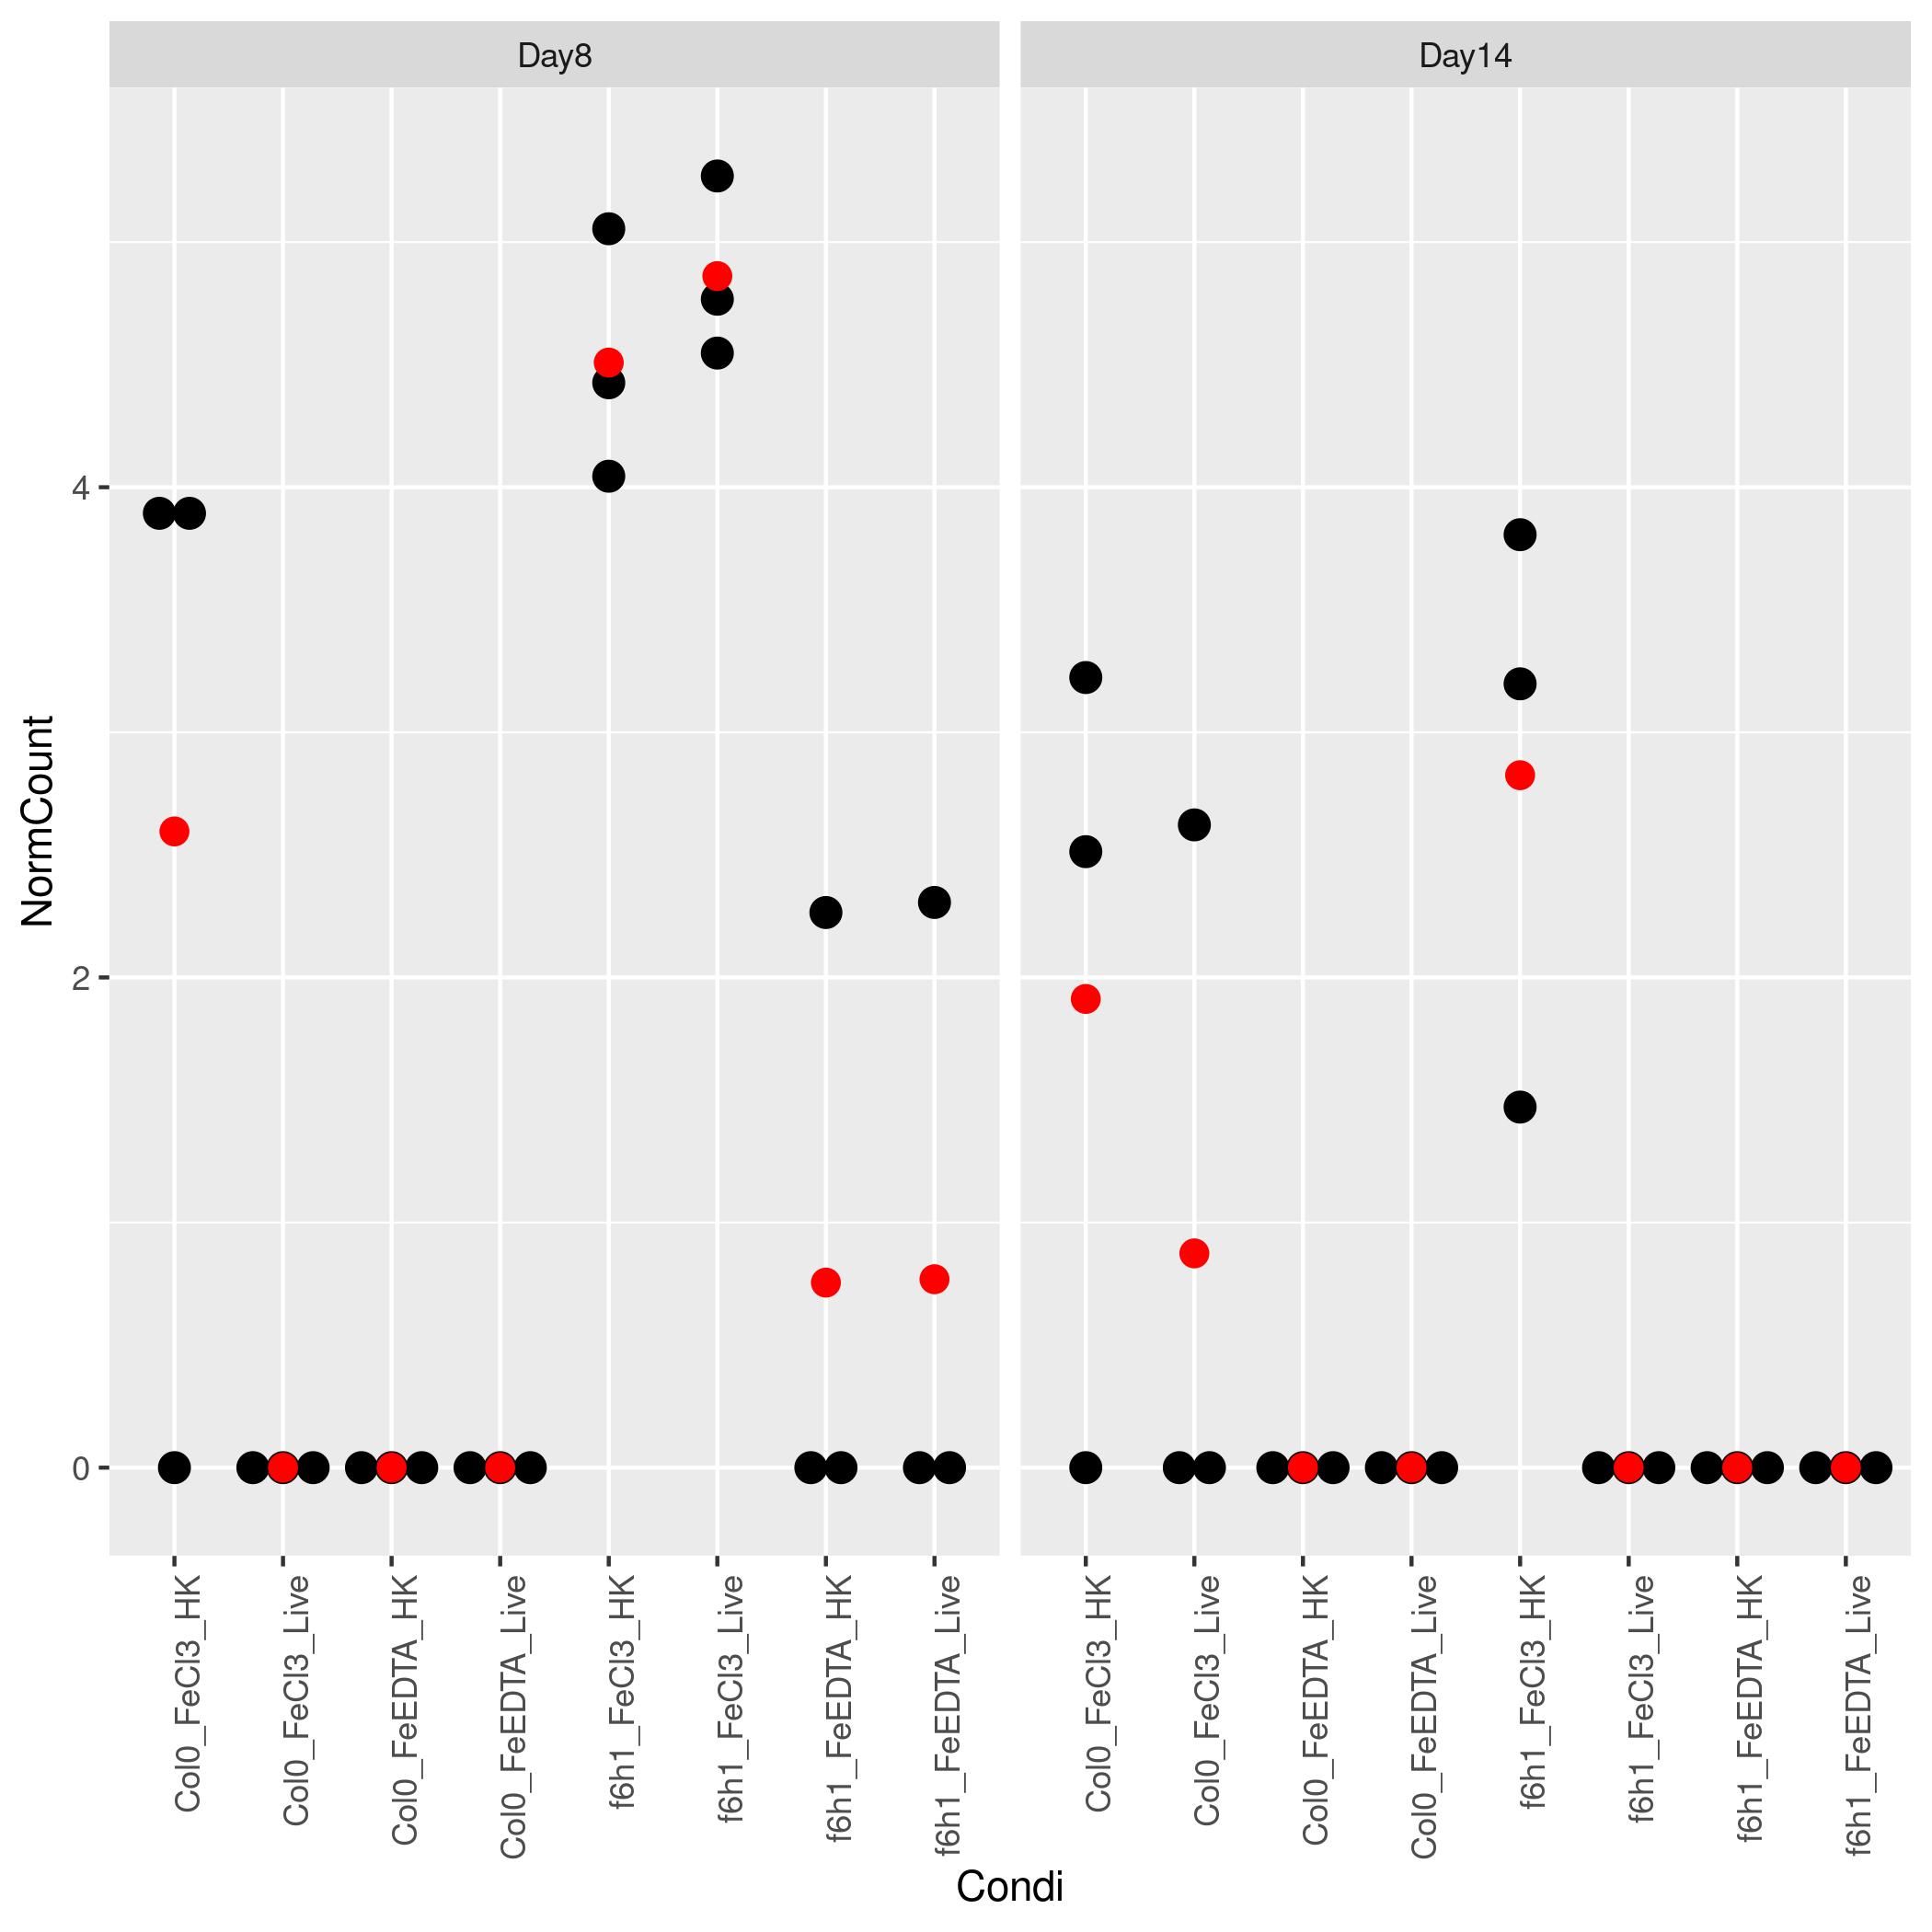 Day8
Day14
NormCount
4
2
0
Col0_FeCl3_HK
Col0_FeCl3_Live
Col0_FeEDTA_HK
Col0_FeEDTA_Live
f6h1_FeCl3_HK
f6h1_FeCl3_Live
f6h1_FeEDTA_HK
f6h1_FeEDTA_Live
Col0_FeCl3_HK
Col0_FeCl3_Live
Col0_FeEDTA_HK
Col0_FeEDTA_Live
f6h1_FeCl3_HK
f6h1_FeCl3_Live
f6h1_FeEDTA_HK
f6h1_FeEDTA_Live
Condi